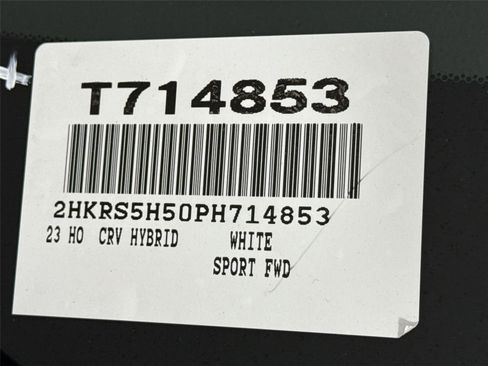 T714853
2HKRS5H50PH714853
23 HO CRV HYBRID WHITE
SPORT FWD